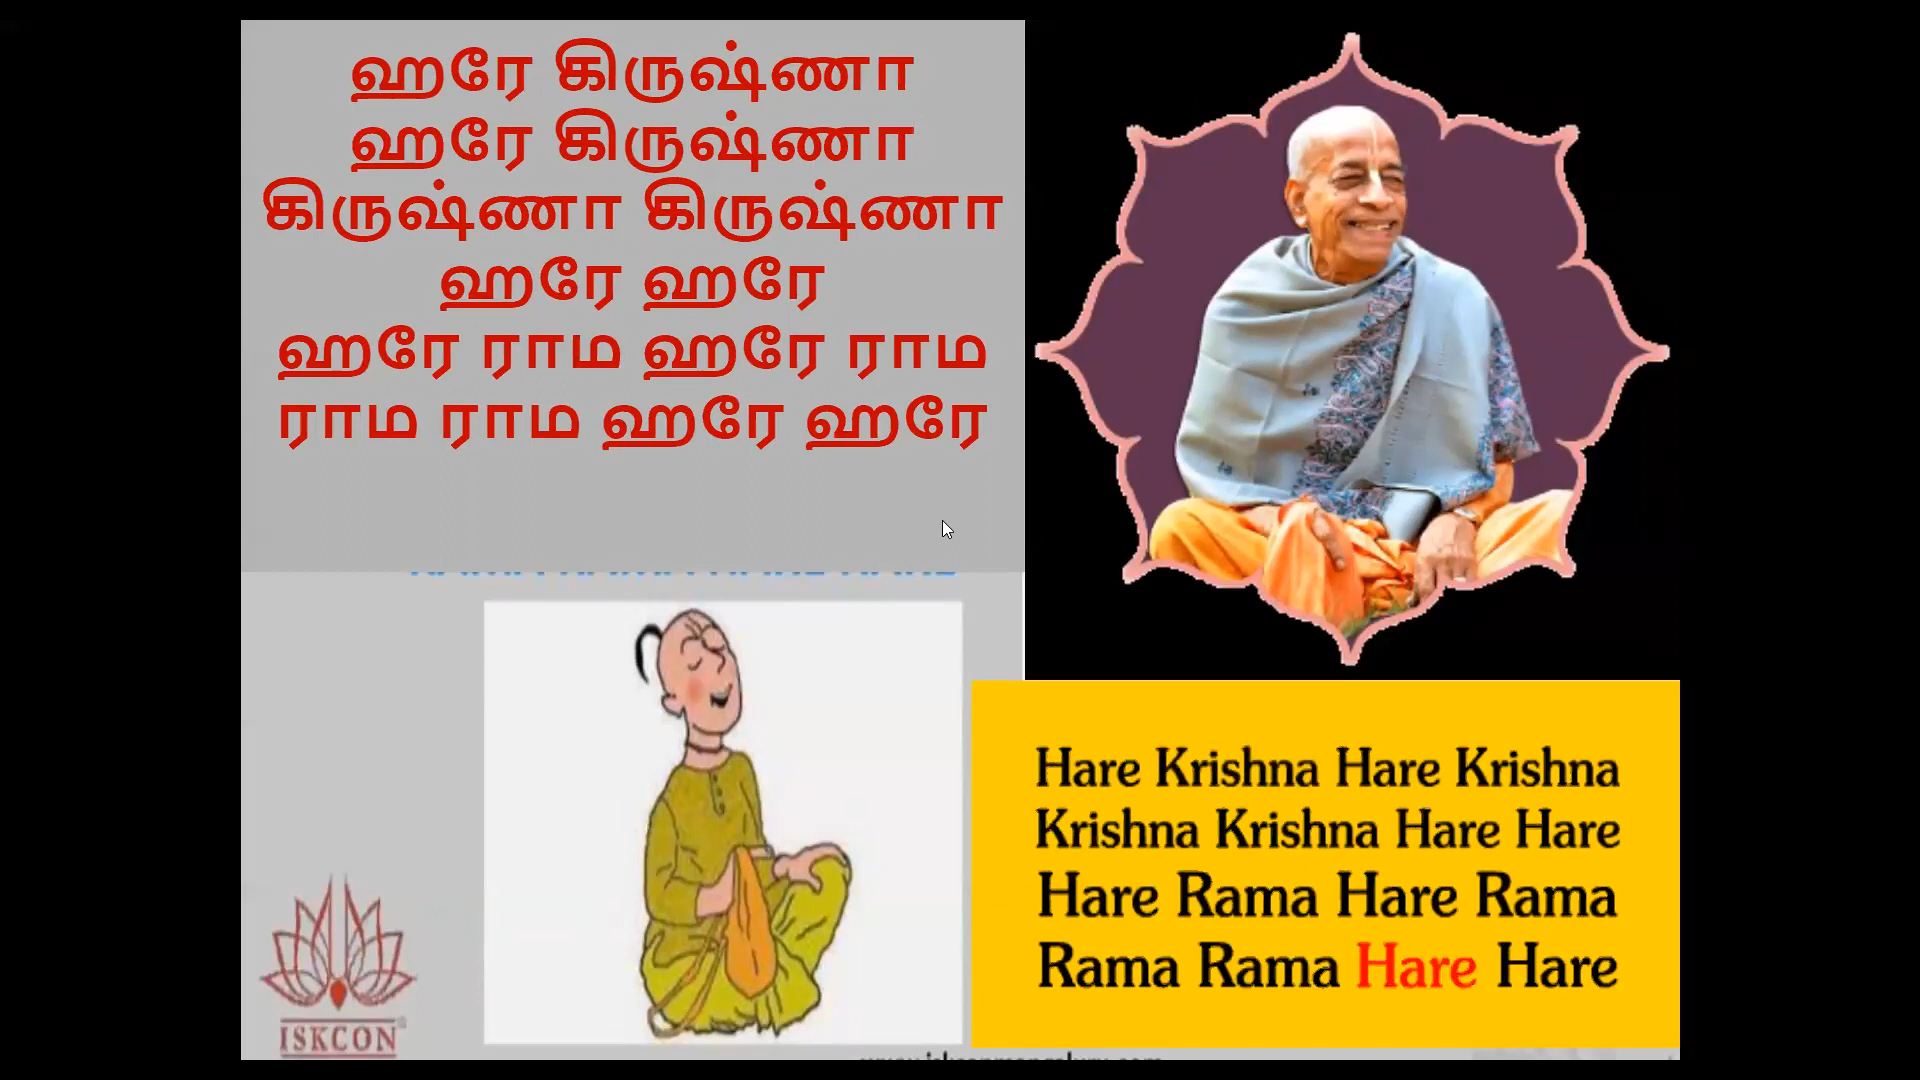 ஹரே கிருஷ்ணா
ஹரே கிருஷ்ணா
கிருஷ்ணா கிருஷ்ணா
ஹரே ஹரே
ஹரே ராம ஹரே ராம
ராம ராம ஹரே ஹரே
Hare Krishna Hare Krishna
Krishna Krishna Hare Hare
Hare Rama Hare Rama
Rama Rama Hare Hare
ISKCON